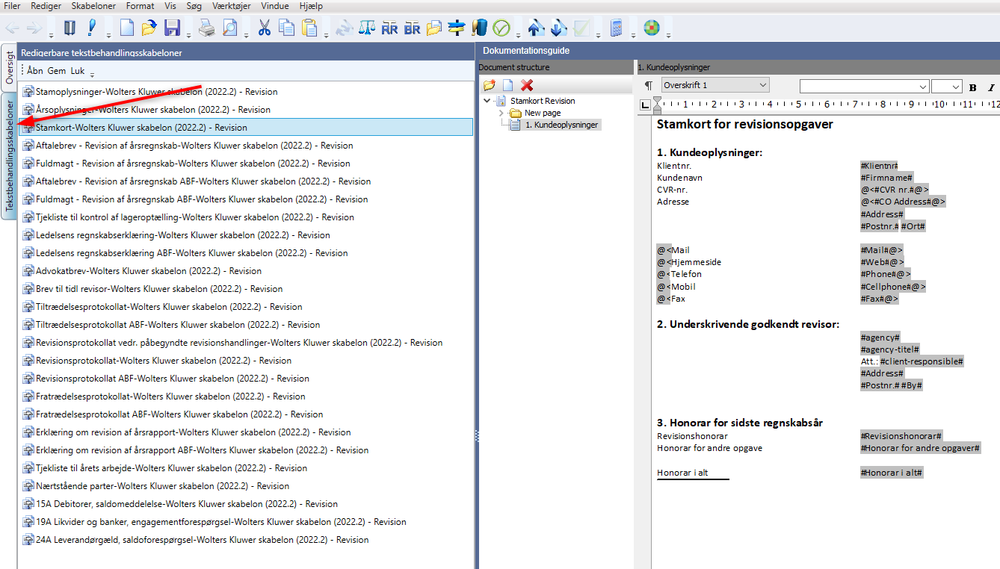 Filer Rediger Skabeloner Format Vis Søg Værktøjer Vindue Hjælp
RR BR
Oversigt
Tekstbehandlingsskabeloner
Redigerbare tekstbehandlingsskabeloner
Åbn Gem Luk
Stamoplysninger-Wolters Kluwer skabelon (2022.2) - Revision
Årsoplysninger-Wolters Kluwer skabelon (2022.2) - Revision
Stamkort-Wolters Kluwer skabelon (2022.2) - Revision
Aftalebrev - Revision af årsregnskab-Wolters Kluwer skabelon (2022.2) - Revision
Fuldmagt - Revision af årsregnskab-Wolters Kluwer skabelon (2022.2) - Revision
Aftalebrev - Revision af årsregnskab ABF-Wolters Kluwer skabelon (2022.2) - Revision
Fuldmagt - Revision af årsregnskab ABF-Wolters Kluwer skabelon (2022.2) - Revision
Tjekliste til kontrol af lageroptælling-Wolters Kluwer skabelon (2022.2) - Revision
Ledelsens regnskabserklæring-Wolters Kluwer skabelon (2022.2) - Revision
Ledelsens regnskabserklæring ABF-Wolters Kluwer skabelon (2022.2) - Revision
Advokatbrev-Wolters Kluwer skabelon (2022.2) - Revision
Brev til tidl revisor-Wolters Kluwer skabelon (2022.2) - Revision
Tiltrædelsesprotokollat-Wolters Kluwer skabelon (2022.2) - Revision
Tiltrædelsesprotokollat ABF-Wolters Kluwer skabelon (2022.2) - Revision
Revisionsprotokollat vedr. påbegyndte revisionshandlinger-Wolters Kluwer skabelon (2022.2) - Revision
Revisionsprotokollat-Wolters Kluwer skabelon (2022.2) - Revision
Revisionsprotokollat ABF-Wolters Kluwer skabelon (2022.2) - Revision
Fratrædelsesprotokollat-Wolters Kluwer skabelon (2022.2) - Revision
Fratrædelsesprotokollat ABF-Wolters Kluwer skabelon (2022.2) - Revision
Erklæring om revision af årsrapport-Wolters Kluwer skabelon (2022.2) - Revision
Erklæring om revision af årsrapport ABF-Wolters Kluwer skabelon (2022.2) - Revision
Tjekliste til årets arbejde-Wolters Kluwer skabelon (2022.2) - Revision
Nærtstående parter-Wolters Kluwer skabelon (2022.2) - Revision
15A Debitorer, saldomeddelelse-Wolters Kluwer skabelon (2022.2) - Revision
19A Likvider og banker, engagementforespørgsel-Wolters Kluwer skabelon (2022.2) - Revision
24A Leverandørgæld, saldoforespørgsel-Wolters Kluwer skabelon (2022.2) - Revision
Dokumentationsguide
Document structure
Stamkort Revision
New page
1. Kundeoplysninger
1. Kundeoplysninger
¶ Overskrift 1 B I
L 1 2 3 4 5 6 7 8 9 10 11 12
Stamkort for revisionsopgaver
1. Kundeoplysninger:
Klientnr. #Klientnr#
Kundenavn #Firmname#
CVR-nr. @<#CVR nr.#@>
Adresse @<#CO Address#@>
#Address#
#Postnr.# #Ort#
@<Mail #Mail#@>
@<Hjemmeside #Web#@>
@<Telefon #Phone#@>
@<Mobil #Cellphone#@>
@<Fax #Fax#@>
2. Underskrivende godkendt revisor:
#agency#
#agency-titel#
Att.: #client-responsible#
#Address#
#Postnr.# #By#
3. Honorar for sidste regnskabsår
Revisionshonorar #Revisionshonorar#
Honorar for andre opgave #Honorar for andre opgaver#
Honorar i alt #Honorar i alt#